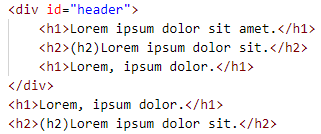 <div id="header">
    <h1>Lorem ipsum dolor sit amet.</h1>
    <h2>(h2)Lorem ipsum dolor sit.</h2>
    <h1>Lorem, ipsum dolor.</h1>
</div>
<h1>Lorem, ipsum dolor.</h1>
<h2>(h2)Lorem ipsum dolor sit.</h2>